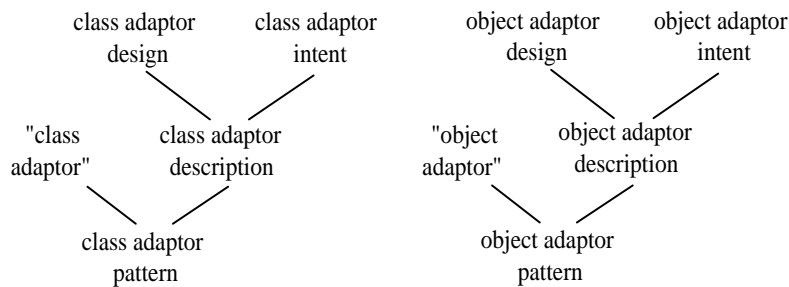 class adaptor
design
class adaptor
intent
object adaptor
design
object adaptor
intent
"class
adaptor"
class adaptor
description
"object
adaptor"
object adaptor
description
class adaptor
pattern
object adaptor
pattern